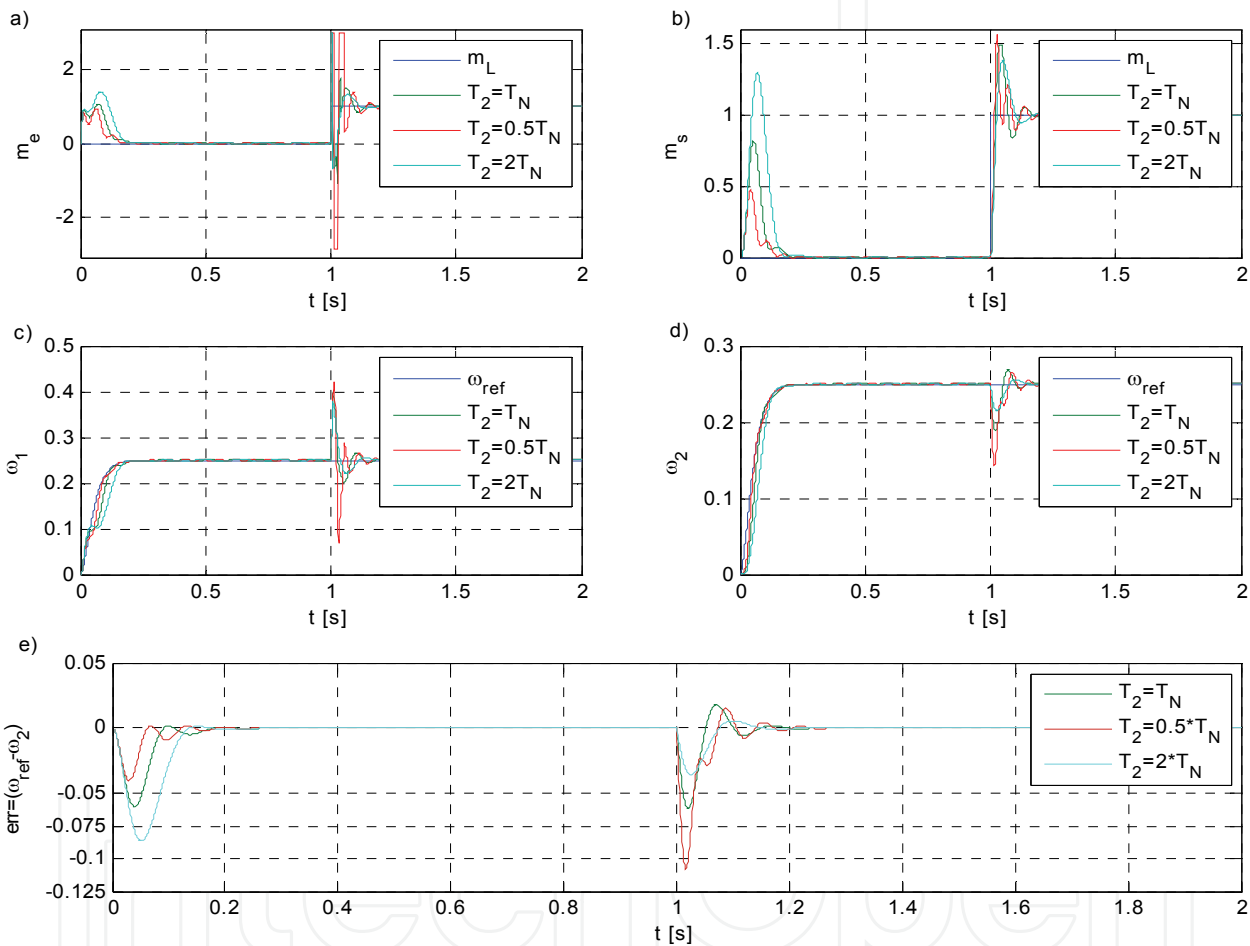 a)
2
0
-2
m_e
0
0.5
1
1.5
2
t [s]
m_L
T_2=T_N
T_2=0.5T_N
T_2=2T_N
b)
1.5
1
0.5
0
m_s
0
0.5
1
1.5
2
t [s]
m_L
T_2=T_N
T_2=0.5T_N
T_2=2T_N
c)
0.5
0.4
0.3
0.2
0.1
0
ω_1
0
0.5
1
1.5
2
t [s]
ω_ref
T_2=T_N
T_2=0.5T_N
T_2=2T_N
d)
0.3
0.2
0.1
0
ω_2
0
0.5
1
1.5
2
t [s]
ω_ref
T_2=T_N
T_2=0.5T_N
T_2=2T_N
e)
0.05
0
-0.05
-0.075
-0.1
-0.125
err=(ω_ref-ω_2)
0
0.2
0.4
0.6
0.8
1
1.2
1.4
1.6
1.8
2
t [s]
T_2=T_N
T_2=0.5*T_N
T_2=2*T_N
intechopen